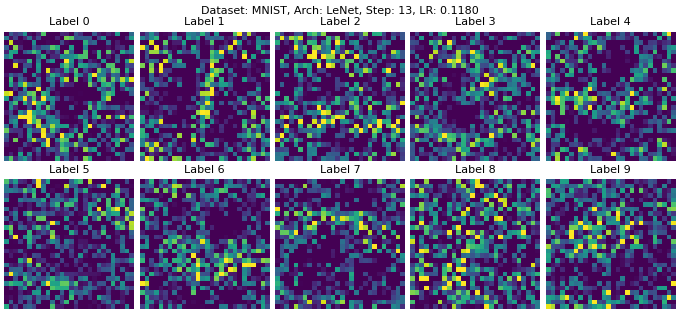 Dataset: MNIST, Arch: LeNet, Step: 13, LR: 0.1180
Label 0 Label 1 Label 2 Label 3 Label 4
Label 5 Label 6 Label 7 Label 8 Label 9